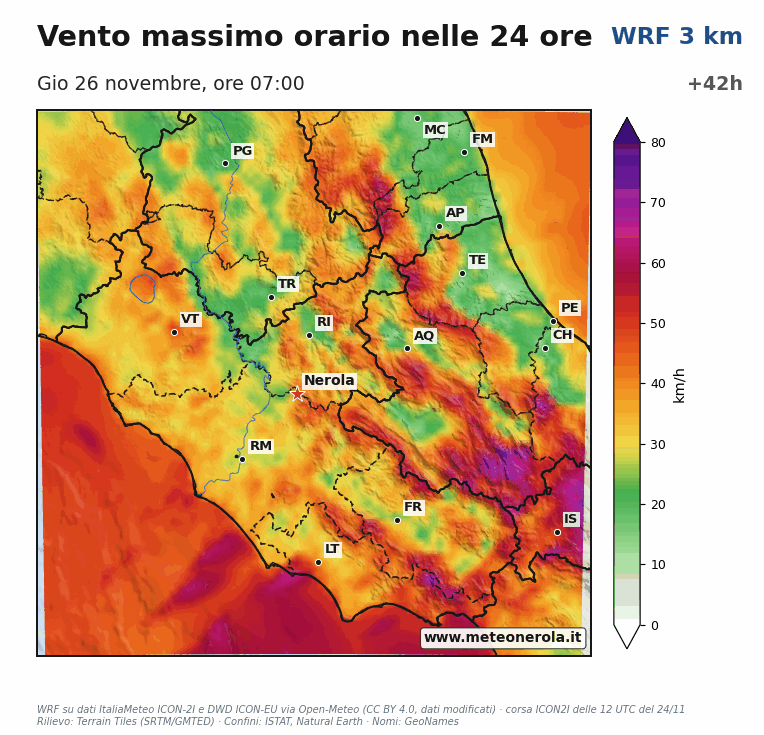 Vento massimo orario nelle 24 ore WRF 3 km
Gio 26 novembre, ore 07:00 +42h
MC
FM
PG
AP
TE
TR
PE
VT
RI
AQ
CH
Nerola
RM
FR
IS
LT
www.meteonerola.it
80
70
60
50
40
30
20
10
0
km/h
WRF su dati ItaliaMeteo ICON-2I e DWD ICON-EU via Open-Meteo (CC BY 4.0, dati modificati) · corsa ICON2I delle 12 UTC del 24/11
Rilievo: Terrain Tiles (SRTM/GMTED) · Confini: ISTAT, Natural Earth · Nomi: GeoNames